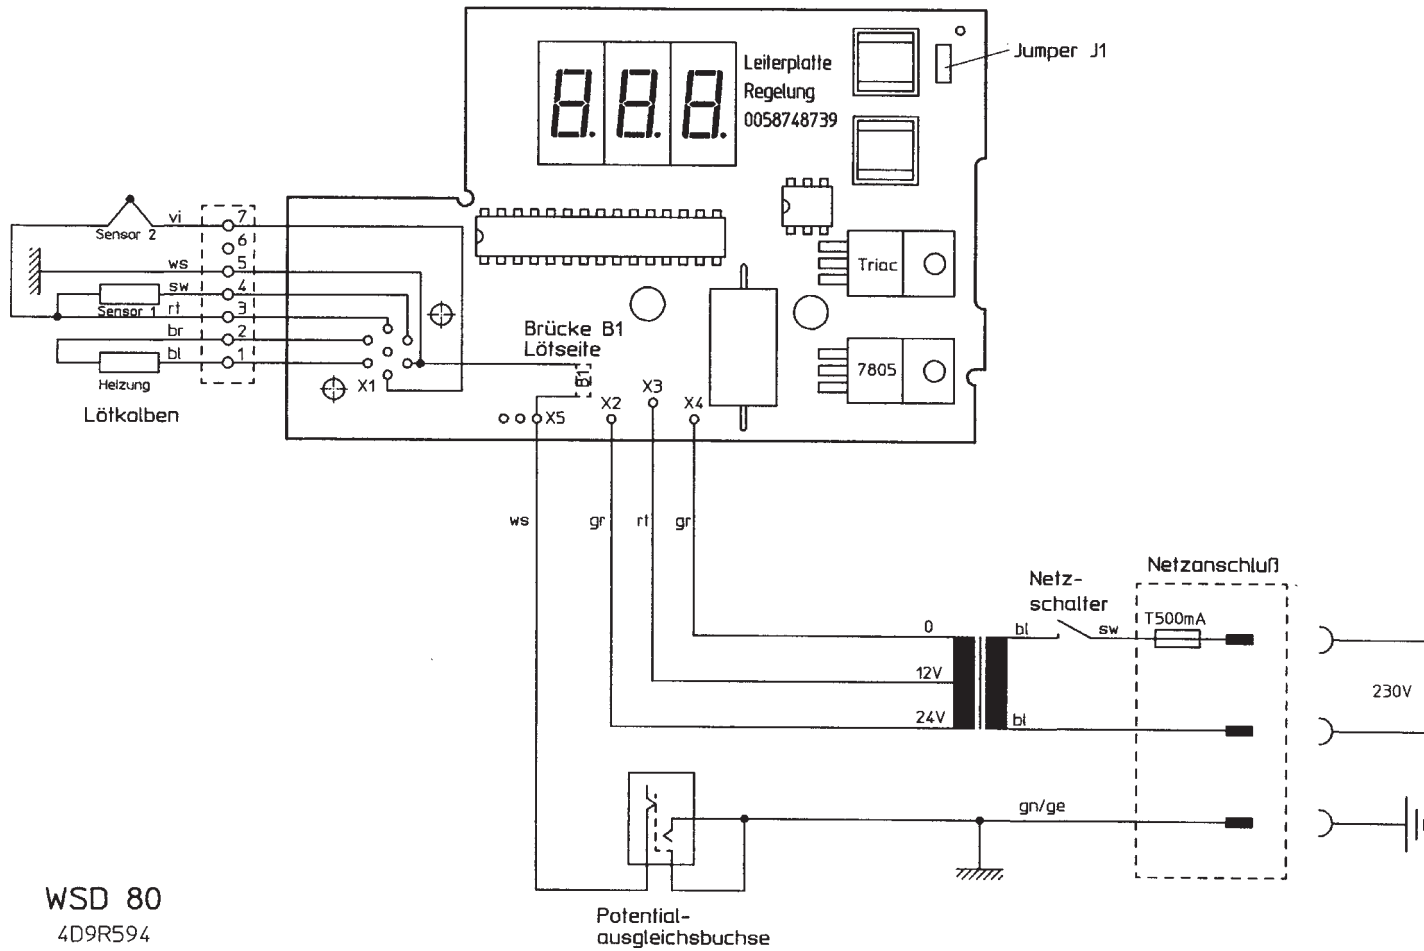 Jumper J1
Leiterplatte
Regelung
0058748739
Sensor 2
vi
7
6
ws
5
sw
4
Sensor 1
rt
3
br
2
bl
1
Heizung
X1
Lötkolben
Triac
7805
Brücke B1
Lötseite
B1
X5
X2
X3
X4
ws
gr
rt
gr
Netzanschluß
Netz-
schalter
T500mA
0
bl
sw
12V
230V
24V
bl
gn/ge
Potential-
ausgleichsbuchse
WSD 80
4D9R594